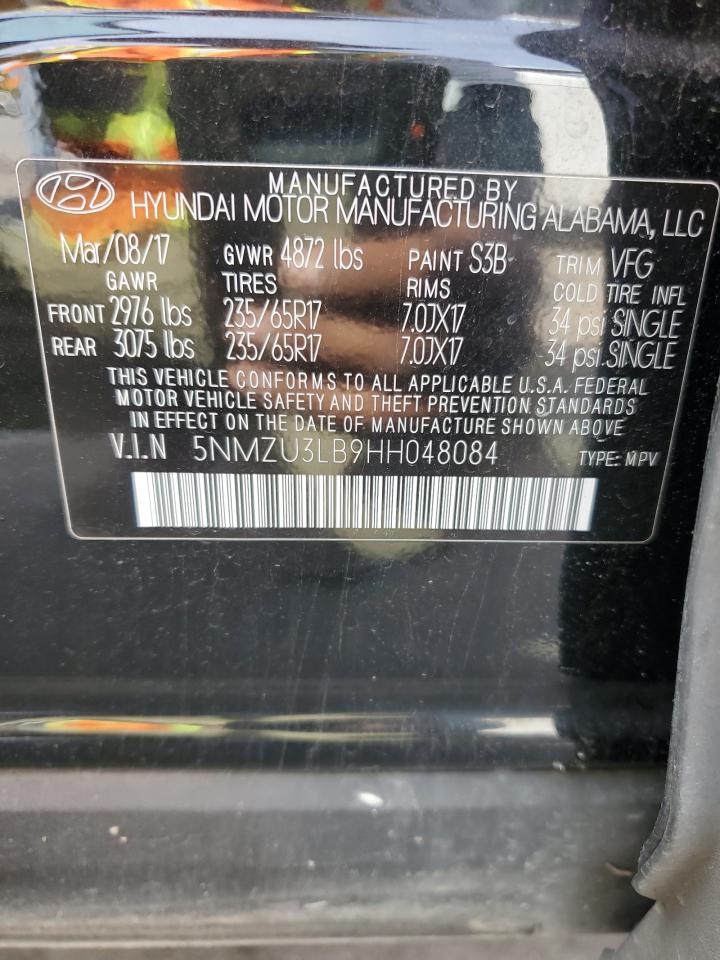 MANUFACTURED BY
HYUNDAI MOTOR MANUFACTURING ALABAMA, LLC
Mar/08/17 GVWR 4872 lbs PAINT S3B TRIM VFG
GAWR TIRES RIMS COLD TIRE INFL
FRONT 2976 lbs 235/65R17 7.0JX17 34 psi SINGLE
REAR 3075 lbs 235/65R17 7.0JX17 34 psi SINGLE
THIS VEHICLE CONFORMS TO ALL APPLICABLE U.S.A. FEDERAL
MOTOR VEHICLE SAFETY AND THEFT PREVENTION STANDARDS
IN EFFECT ON THE DATE OF MANUFACTURE SHOWN ABOVE
V.I.N 5NMZU3LB9HH048084 TYPE: MPV